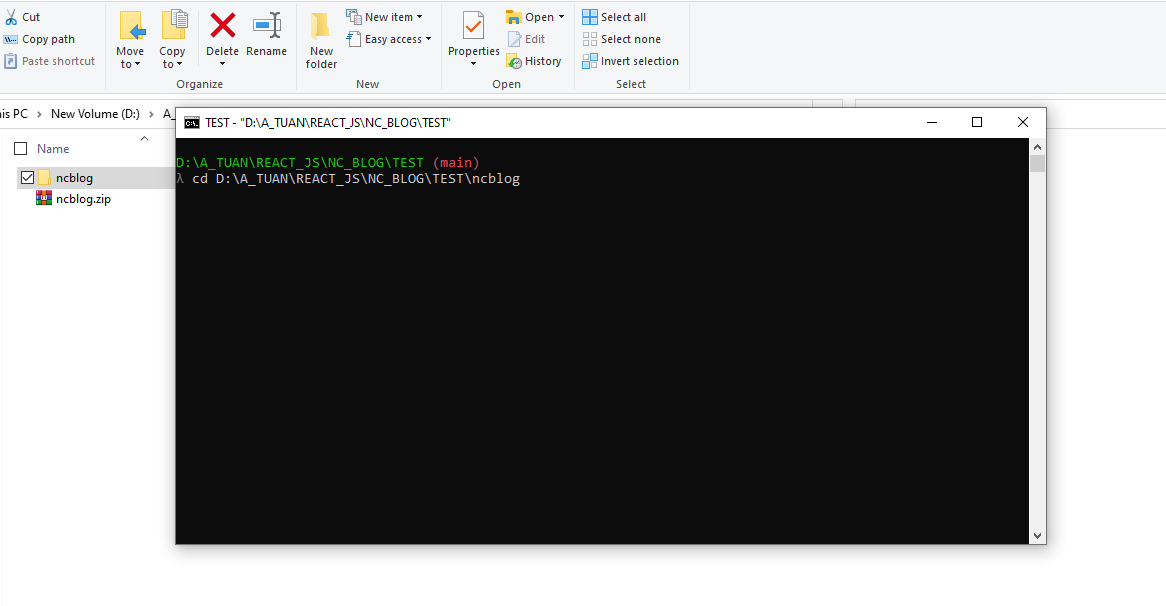 Cut
Copy path
Paste shortcut
Move to
Copy to
Delete
Rename
Organize
New folder
New item
Easy access
New
Properties
Open
Edit
History
Open
Select all
Select none
Invert selection
Select
his PC > New Volume (D:) > A_
Name
ncblog
ncblog.zip
TEST - "D:\A_TUAN\REACT_JS\NC_BLOG\TEST"
D:\A_TUAN\REACT_JS\NC_BLOG\TEST (main)
λ cd D:\A_TUAN\REACT_JS\NC_BLOG\TEST\ncblog